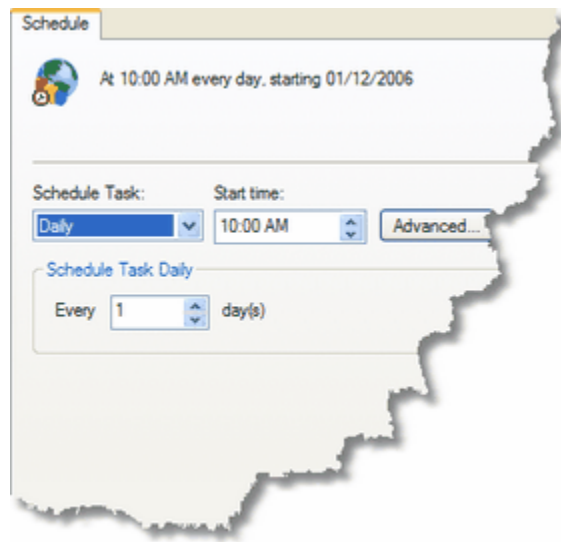 Schedule
At 10:00 AM every day, starting 01/12/2006
Schedule Task: Start time:
Daily 10:00 AM Advanced...
Schedule Task Daily
Every 1 day(s)